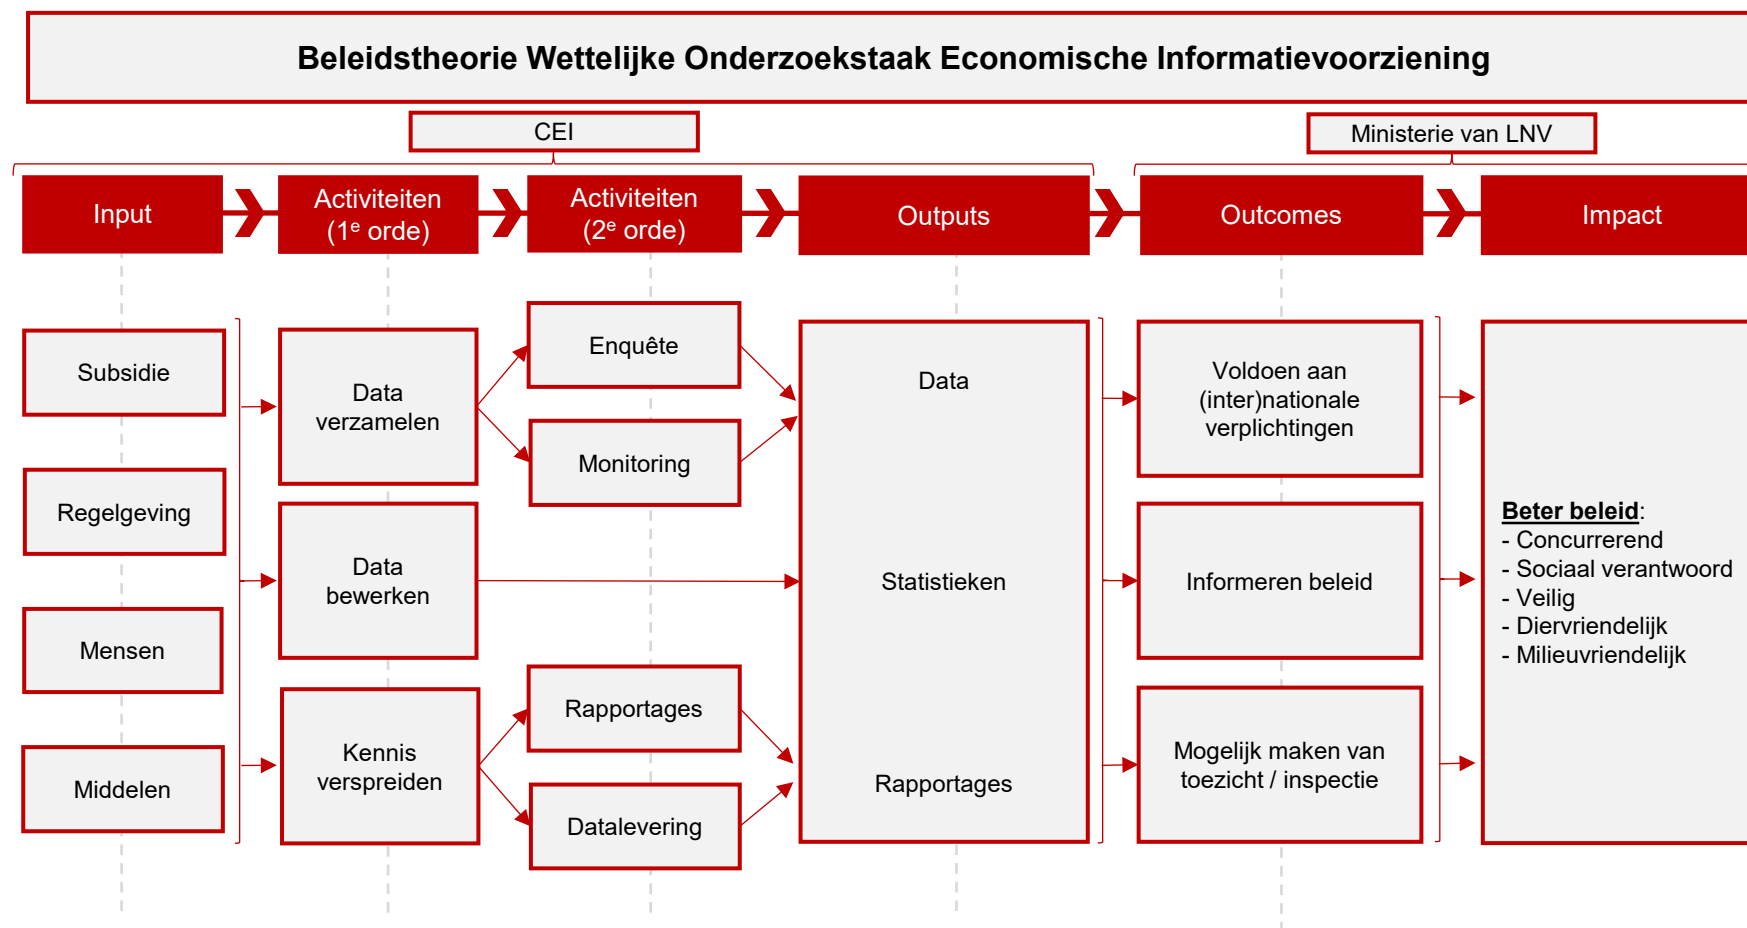 Beleidstheorie Wettelijke Onderzoekstaak Economische Informatievoorziening
CEI
Ministerie van LNV
Input
Activiteiten
(1e orde)
Activiteiten
(2e orde)
Outputs
Outcomes
Impact
Subsidie
Regelgeving
Mensen
Middelen
Data
verzamelen
Data
bewerken
Kennis
verspreiden
Enquête
Monitoring
Rapportages
Datalevering
Data
Statistieken
Rapportages
Voldoen aan
(inter)nationale
verplichtingen
Informeren beleid
Mogelijk maken van
toezicht / inspectie
Beter beleid:
- Concurrerend
- Sociaal verantwoord
- Veilig
- Diervriendelijk
- Milieuvriendelijk